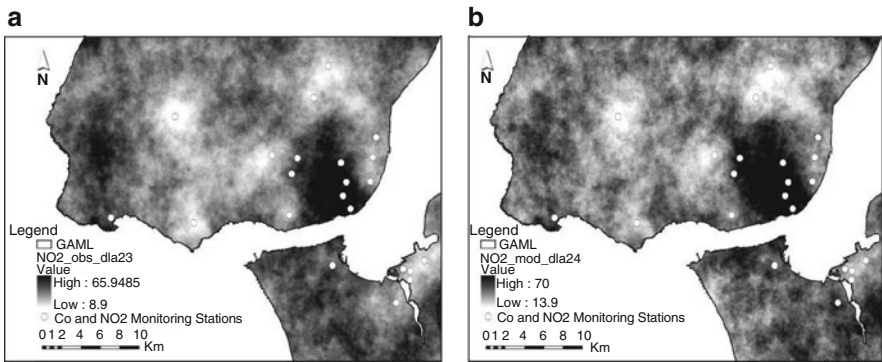 a
N
Legend
GAML
NO2_obs_dla23
Value
High : 65.9485
Low : 8.9
Co and NO2 Monitoring Stations
0 1 2 4 6 8 10
Km
b
N
Legend
GAML
NO2_mod_dla24
Value
High : 70
Low : 13.9
Co and NO2 Monitoring Stations
0 1 2 4 6 8 10
Km